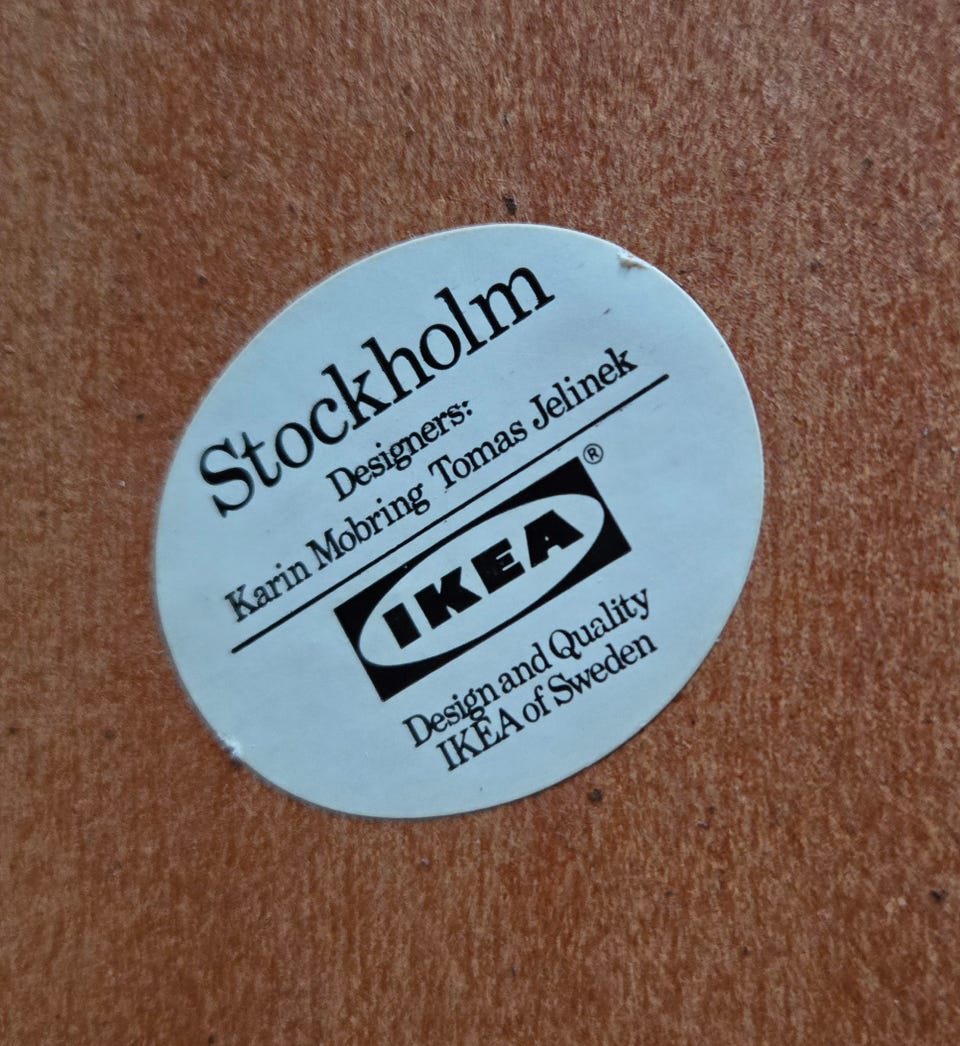 Stockholm
Designers:
Karin Mobring Tomas Jelinek
IKEA®
Design and Quality
IKEA of Sweden